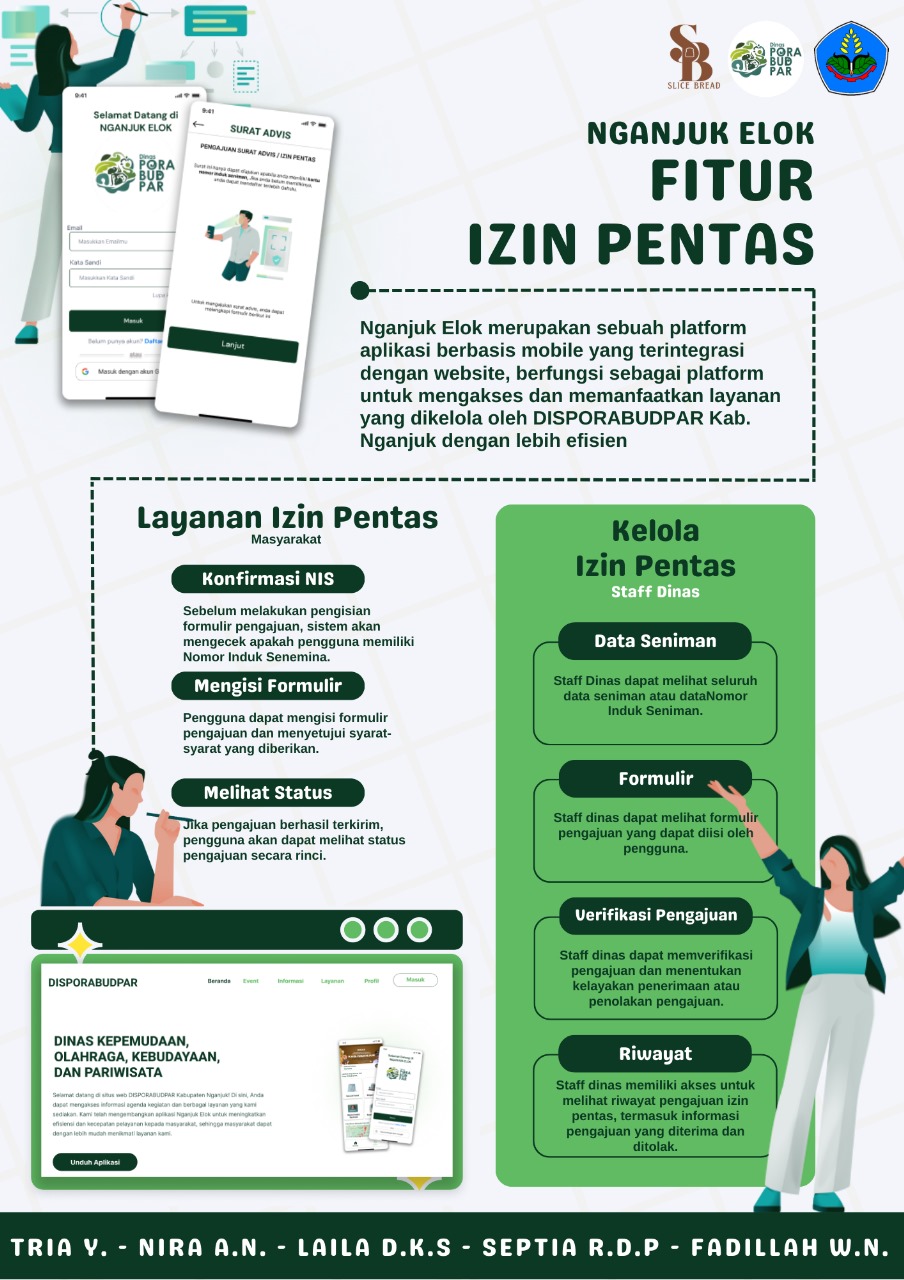 SLICE BREAD
Dinas
PORA
BUD
PAR
NGANJUK ELOK
FITUR
IZIN PENTAS
9:41
Selamat Datang di
NGANJUK ELOK
Dinas
PORA
BUD
PAR
Email
Masukkan Emailmu
Kata Sandi
Masukkan Kata Sandi
Lupa
Masuk
Belum punya akun? Dafta
atau
Masuk dengan akun
9:41
SURAT ADVIS
PENGAJUAN SURAT ADVIS / IZIN PENTAS
Surat ini hanya dapat diajukan apabila anda memiliki kartu
nomor induk seniman, Jika anda belum memilikinya,
anda dapat mendaftar terlebih dahulu.
Untuk mengajukan surat advis, anda dapat
melengkapi formulir berikut ini
Lanjut
Nganjuk Elok merupakan sebuah platform
aplikasi berbasis mobile yang terintegrasi
dengan website, berfungsi sebagai platform
untuk mengakses dan memanfaatkan layanan
yang dikelola oleh DISPORABUDPAR Kab.
Nganjuk dengan lebih efisien
Layanan Izin Pentas
Masyarakat
Konfirmasi NIS
Sebelum melakukan pengisian
formulir pengajuan, sistem akan
mengecek apakah pengguna memiliki
Nomor Induk Senemina.
Mengisi Formulir
Pengguna dapat mengisi formulir
pengajuan dan menyetujui syarat-
syarat yang diberikan.
Melihat Status
Jika pengajuan berhasil terkirim,
pengguna akan dapat melihat status
pengajuan secara rinci.
Kelola
Izin Pentas
Staff Dinas
Data Seniman
Staff Dinas dapat melihat seluruh
data seniman atau dataNomor
Induk Seniman.
Formulir
Staff dinas dapat melihat formulir
pengajuan yang dapat diisi oleh
pengguna.
Verifikasi Pengajuan
Staff dinas dapat memverifikasi
pengajuan dan menentukan
kelayakan penerimaan atau
penolakan pengajuan.
Riwayat
Staff dinas memiliki akses untuk
melihat riwayat pengajuan izin
pentas, termasuk informasi
pengajuan yang diterima dan
ditolak.
DISPORABUDPAR
Beranda Event Informasi Layanan Profil Masuk
DINAS KEPEMUDAAN,
OLAHRAGA, KEBUDAYAAN,
DAN PARIWISATA
Selamat datang di situs web DISPORABUDPAR Kabupaten Nganjuk! Di sini, Anda
dapat mengakses informasi agenda kegiatan dan berbagai layanan yang kami
sediakan. Kami telah mengembangkan aplikasi Nganjuk Elok untuk meningkatkan
efisiensi dan kecepatan pelayanan kepada masyarakat, sehingga masyarakat dapat
dengan lebih mudah menikmati layanan kami.
Unduh Aplikasi
TRIA Y. - NIRA A.N. - LAILA D.K.S - SEPTIA R.D.P - FADILLAH W.N.